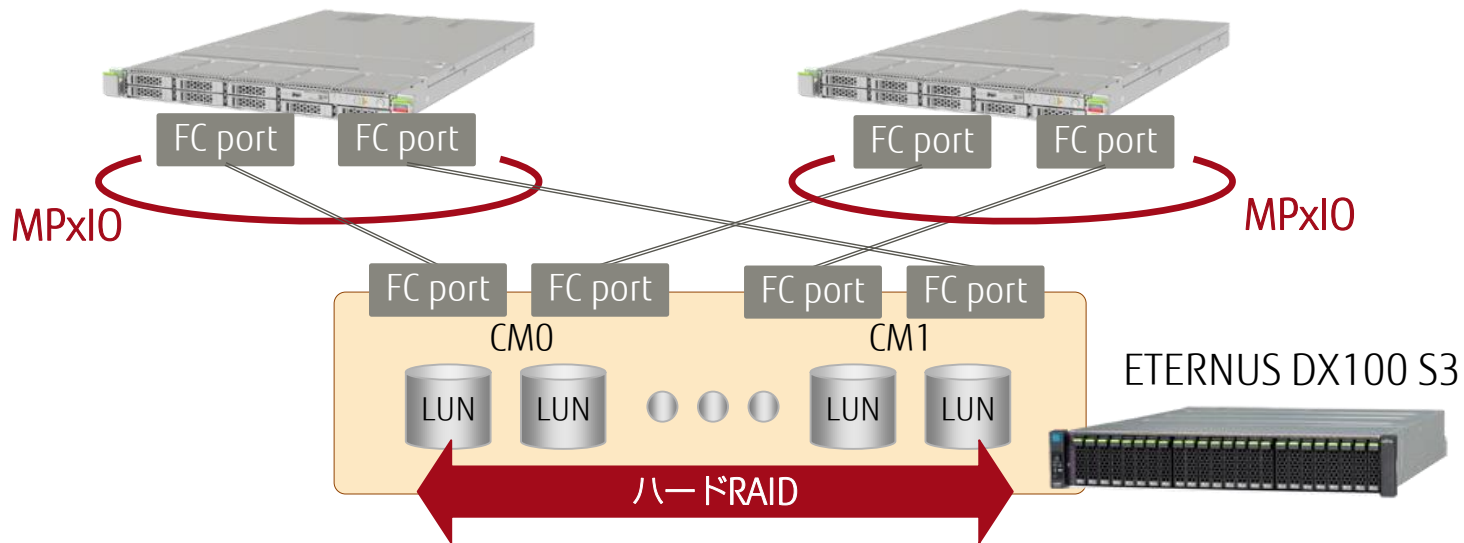 FC port
FC port
FC port
FC port
MPxIO
MPxIO
FC port
FC port
FC port
FC port
CM0
CM1
ETERNUS DX100 S3
LUN
LUN
LUN
LUN
ハードRAID